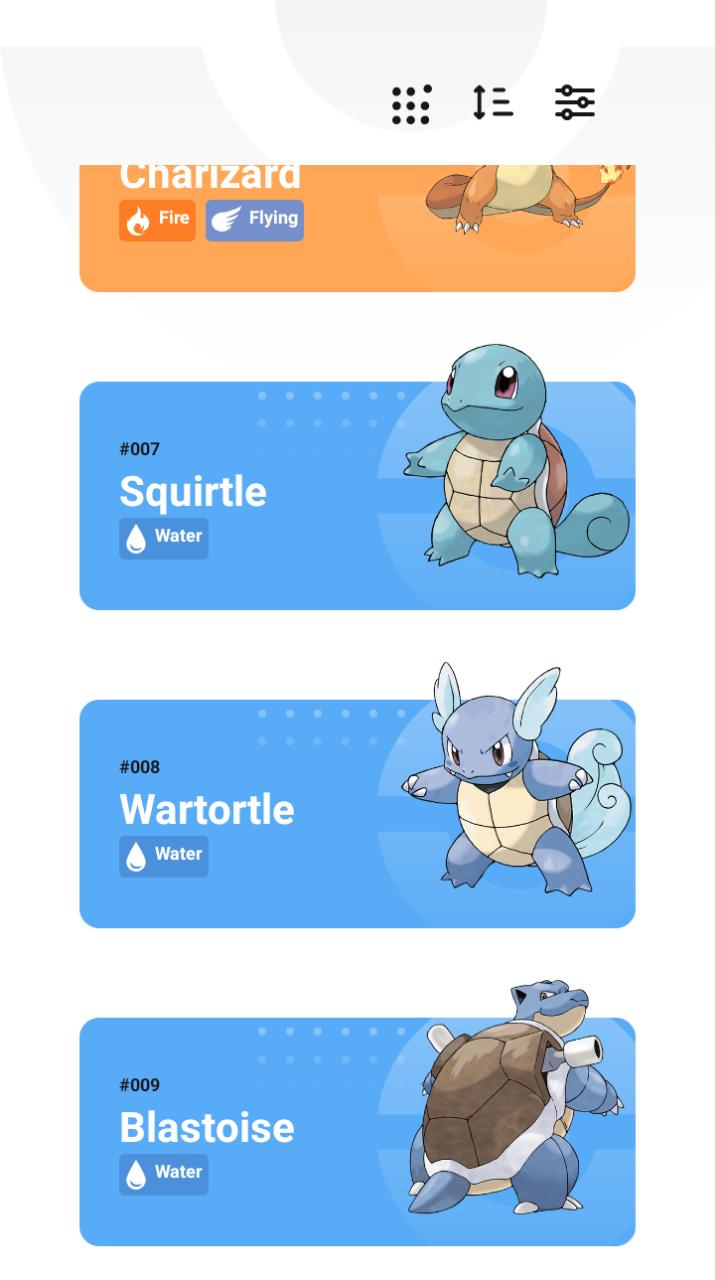 Charizard
Fire Flying
#007
Squirtle
Water
#008
Wartortle
Water
#009
Blastoise
Water